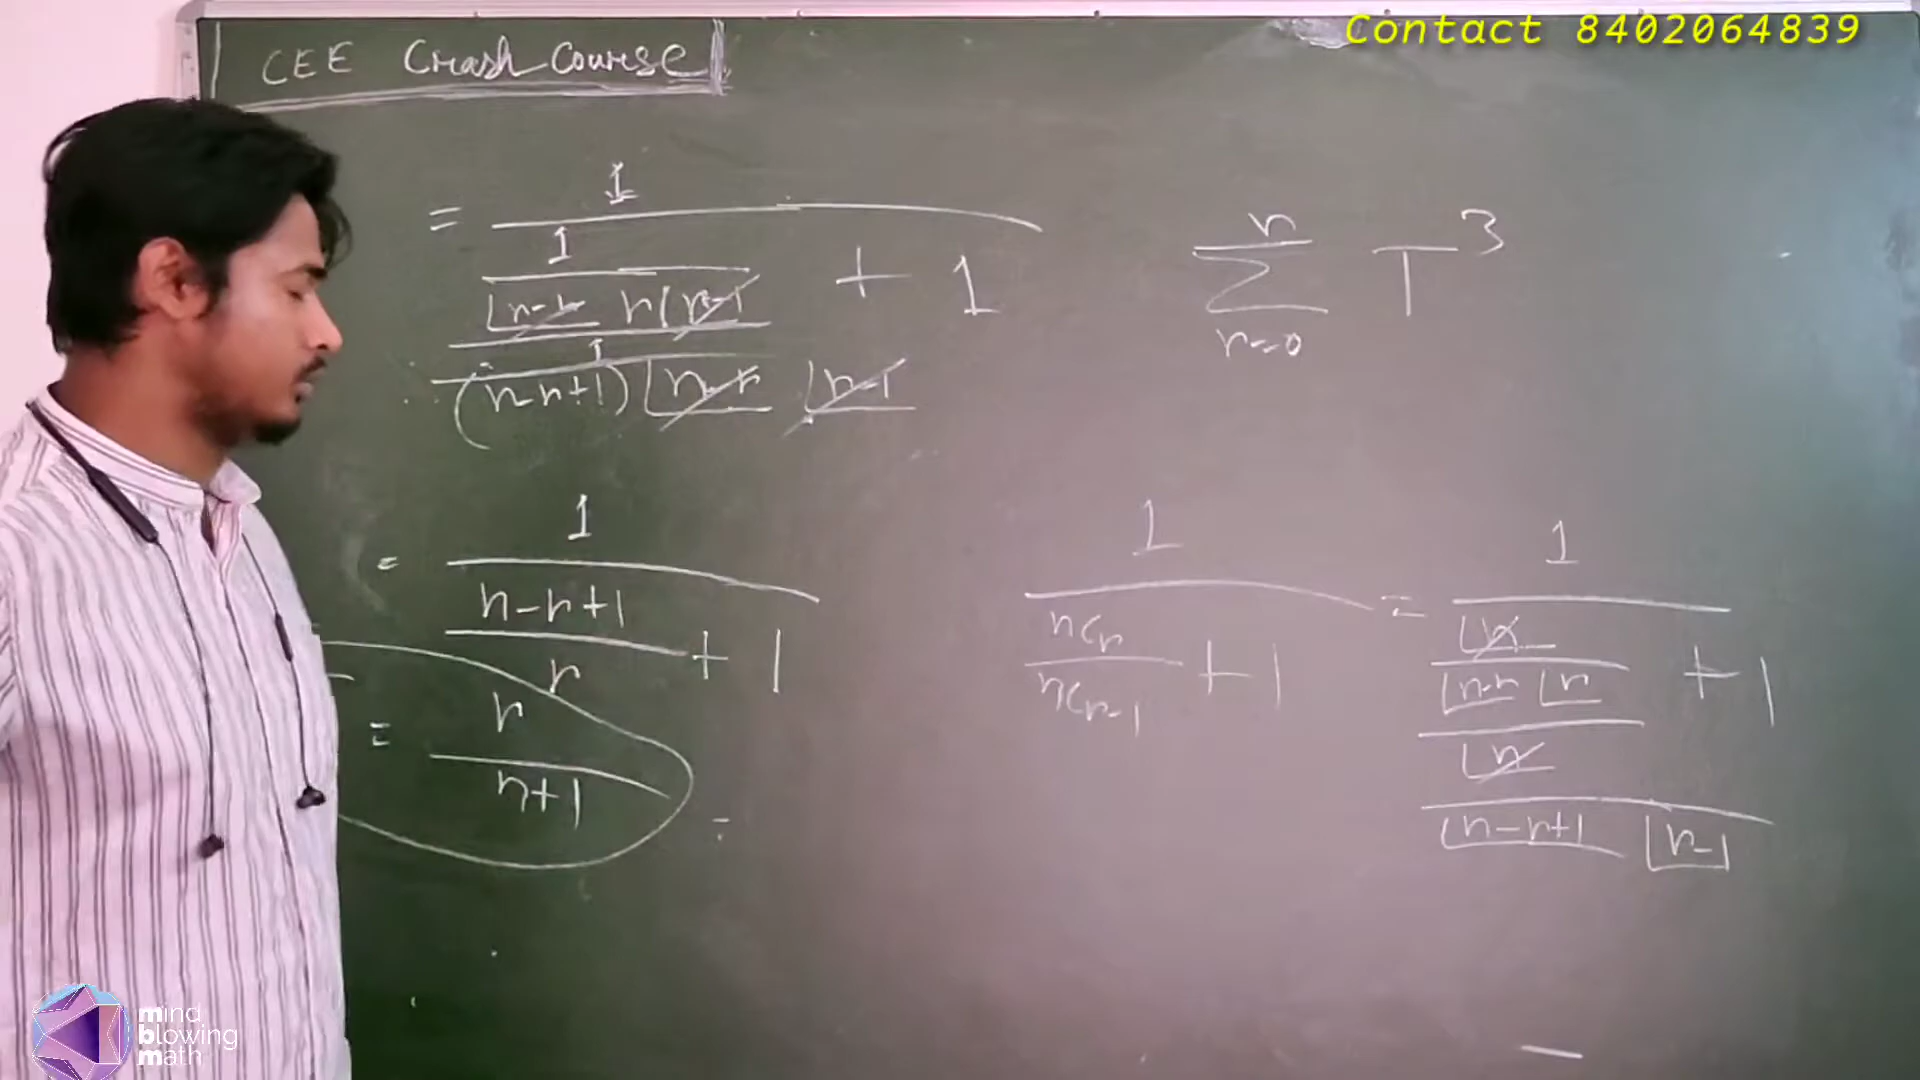 Contact 8402064839
CEE Crash Course
= 1 / ((1 / (|n-r r |r-1)) / (1 / ((n-r+1) |n-r |r-1)) + 1)
n
Σ T³
r=0
= 1 / ((n-r+1)/r + 1)
= r / (n+1)
1 / (nCr / nCr-1 + 1) = 1 / ((|n / (|n-r |r)) / (|n / (|n-r+1 |r-1)) + 1)
mind
blowing
math